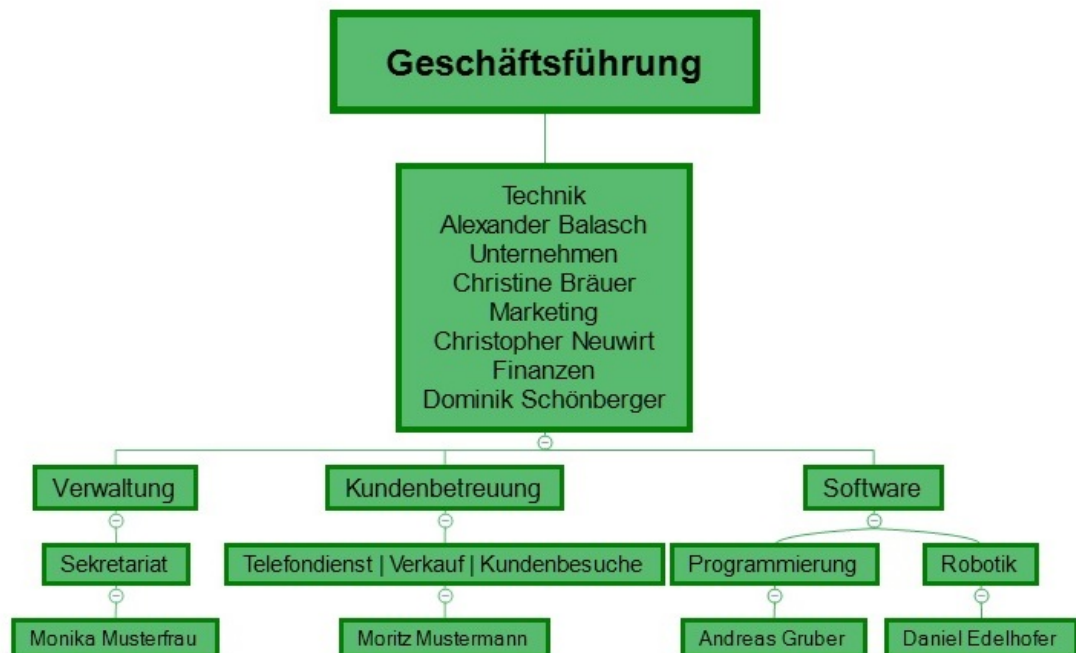 Geschäftsführung
Technik
Alexander Balasch
Unternehmen
Christine Bräuer
Marketing
Christopher Neuwirt
Finanzen
Dominik Schönberger
Verwaltung
Kundenbetreuung
Software
Sekretariat
Telefondienst | Verkauf | Kundenbesuche
Programmierung
Robotik
Monika Musterfrau
Moritz Mustermann
Andreas Gruber
Daniel Edelhofer